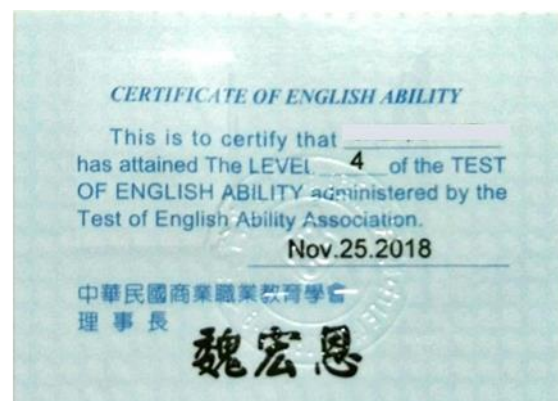 CERTIFICATE OF ENGLISH ABILITY
This is to certify that
has attained The LEVEL 4 of the TEST
OF ENGLISH ABILITY administered by the
Test of English Ability Association.
Nov.25.2018
中華民國商業職業教育學會
理事長
魏宏恩